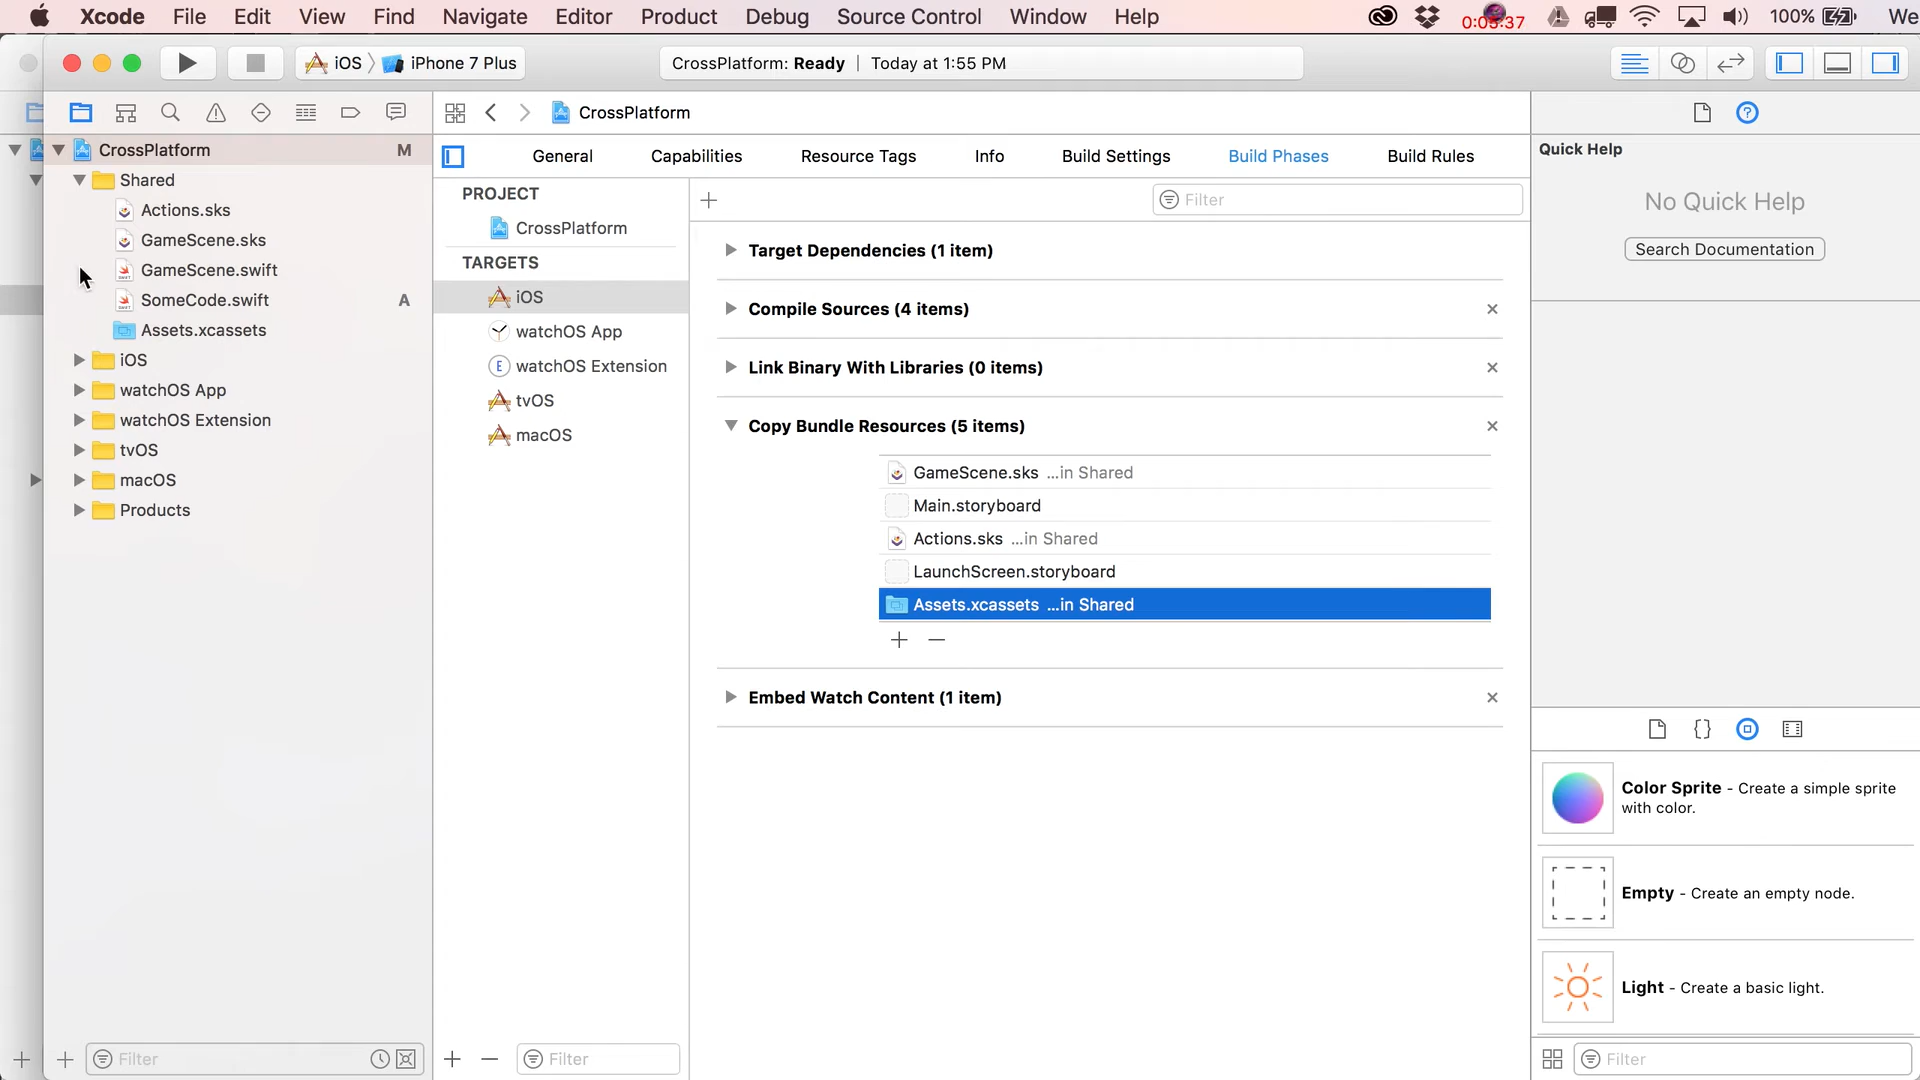 Xcode File Edit View Find Navigate Editor Product Debug Source Control Window Help 100% We
iOS iPhone 7 Plus CrossPlatform: Ready | Today at 1:55 PM
CrossPlatform
CrossPlatform M
Shared
Actions.sks
GameScene.sks
GameScene.swift
SomeCode.swift A
Assets.xcassets
iOS
watchOS App
watchOS Extension
tvOS
macOS
Products
Filter
General Capabilities Resource Tags Info Build Settings Build Phases Build Rules
PROJECT
CrossPlatform
TARGETS
iOS
watchOS App
E watchOS Extension
tvOS
macOS
Filter
Filter
Target Dependencies (1 item)
Compile Sources (4 items)
Link Binary With Libraries (0 items)
Copy Bundle Resources (5 items)
GameScene.sks ...in Shared
Main.storyboard
Actions.sks ...in Shared
LaunchScreen.storyboard
Assets.xcassets ...in Shared
Embed Watch Content (1 item)
Quick Help
No Quick Help
Search Documentation
Color Sprite - Create a simple sprite
with color.
Empty - Create an empty node.
Light - Create a basic light.
Filter